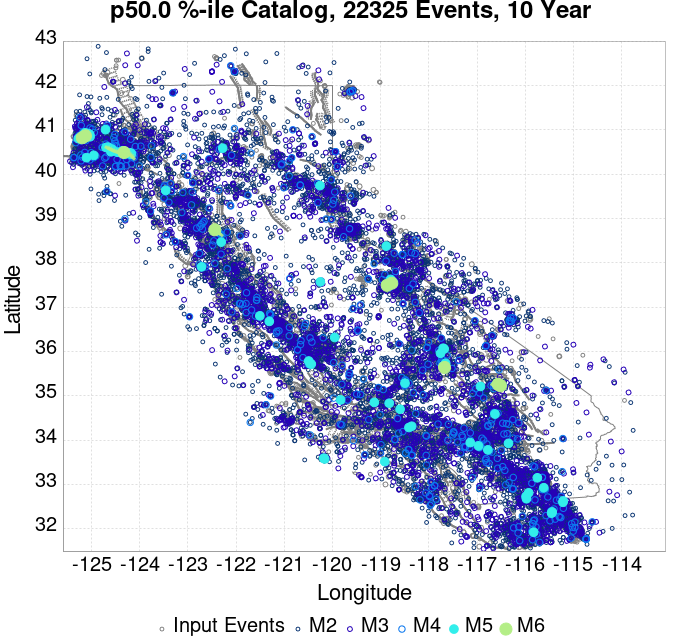 p50.0 %-ile Catalog, 22325 Events, 10 Year
43
42
41
40
39
38
37
36
35
34
33
32
Latitude
-125 -124 -123 -122 -121 -120 -119 -118 -117 -116 -115 -114
Longitude
Input Events M2 M3 M4 M5 M6